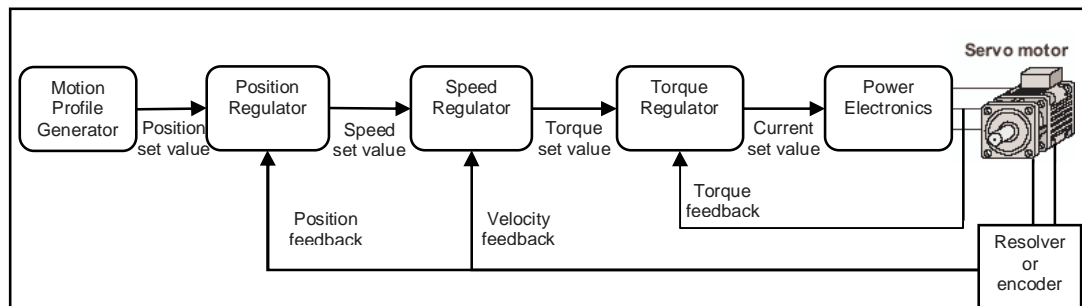 Servo motor
Motion
Profile
Generator
Position
set value
Position
Regulator
Speed
set value
Speed
Regulator
Torque
set value
Torque
Regulator
Current
set value
Power
Electronics
Position
feedback
Velocity
feedback
Torque
feedback
Resolver
or
encoder